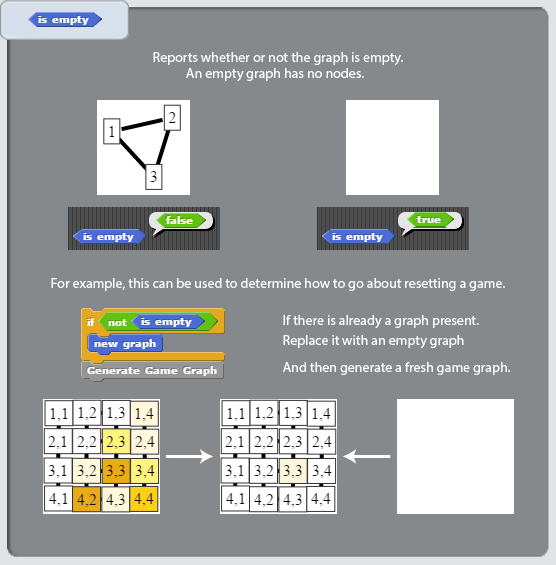 is empty
Reports whether or not the graph is empty.
An empty graph has no nodes.
1 2
3
false
is empty
true
is empty
For example, this can be used to determine how to go about resetting a game.
if not is empty
new graph
Generate Game Graph
If there is already a graph present.
Replace it with an empty graph
And then generate a fresh game graph.
1,1 1,2 1,3 1,4
2,1 2,2 2,3 2,4
3,1 3,2 3,3 3,4
4,1 4,2 4,3 4,4
1,1 1,2 1,3 1,4
2,1 2,2 2,3 2,4
3,1 3,2 3,3 3,4
4,1 4,2 4,3 4,4